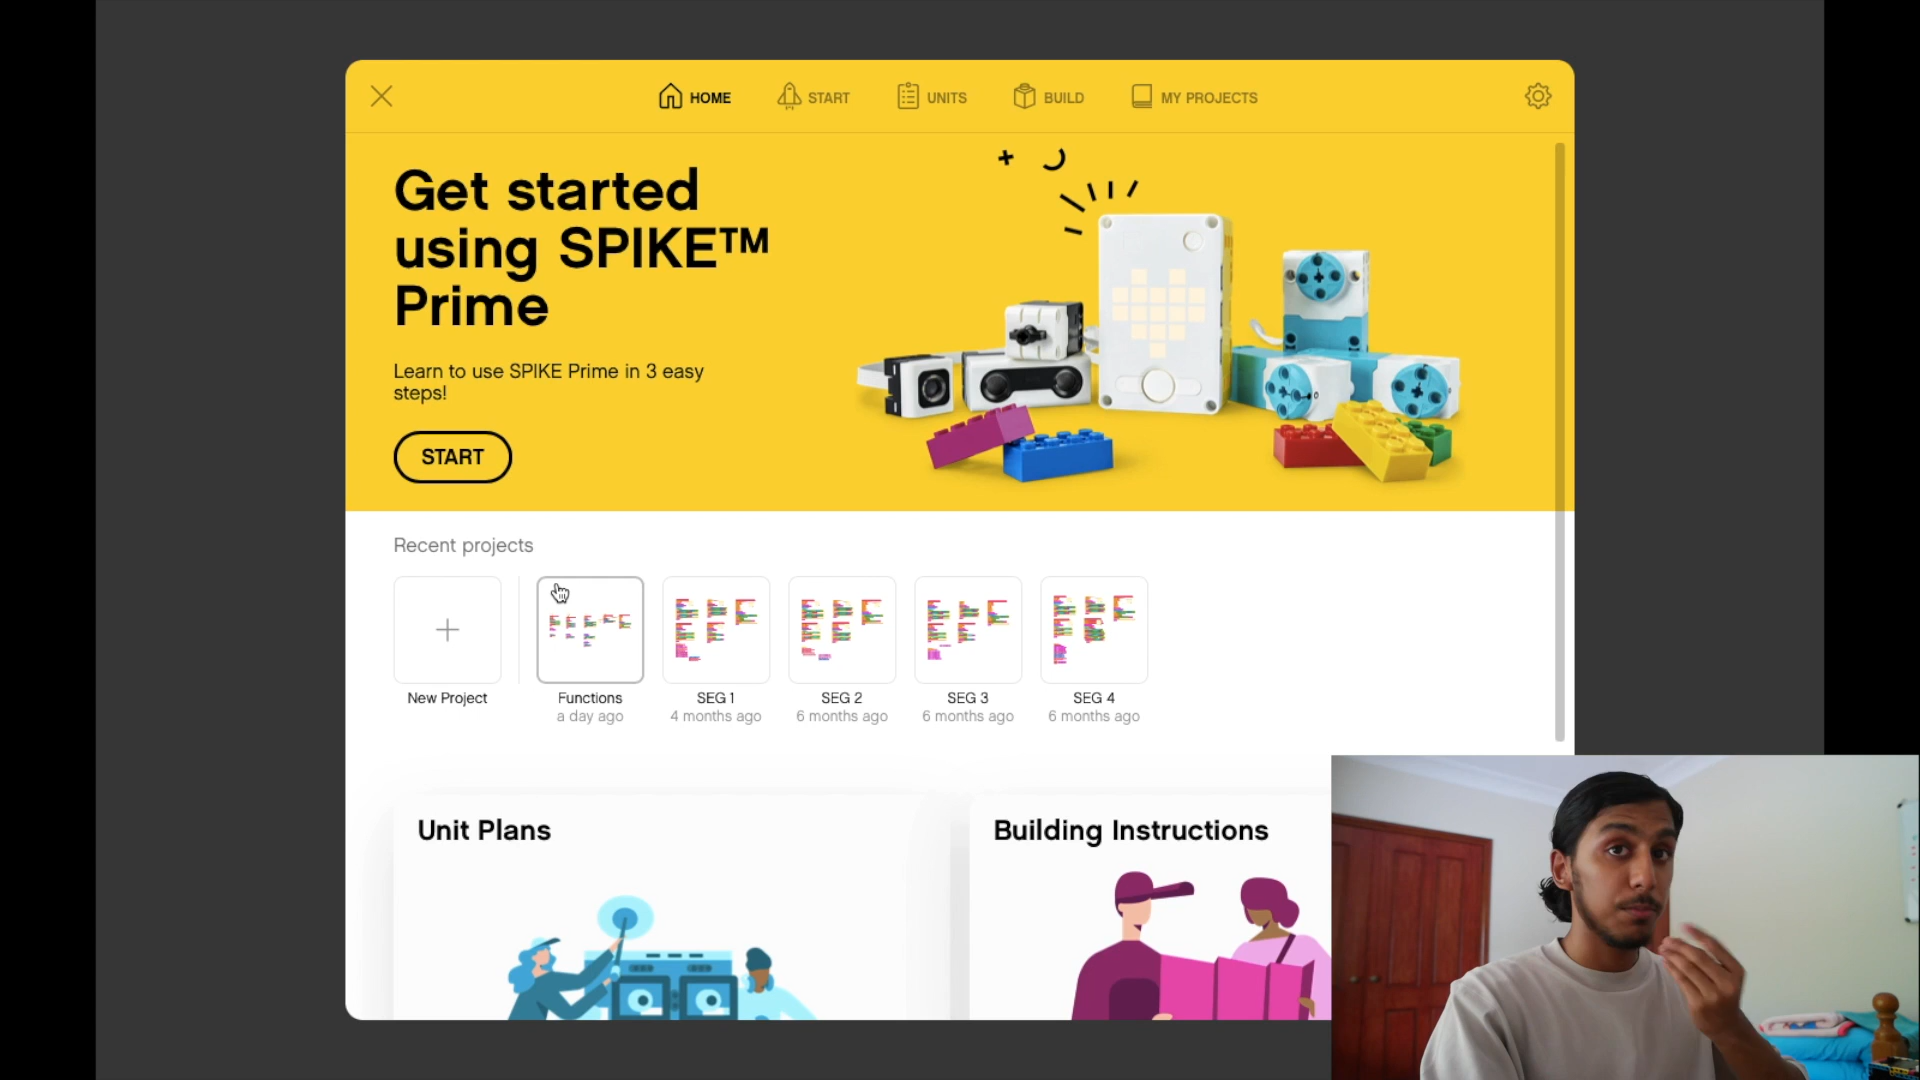 HOME
START
UNITS
BUILD
MY PROJECTS
Get started
using SPIKE™
Prime
Learn to use SPIKE Prime in 3 easy
steps!
START
Recent projects
New Project
Functions
a day ago
SEG 1
4 months ago
SEG 2
6 months ago
SEG 3
6 months ago
SEG 4
6 months ago
Unit Plans
Building Instructions